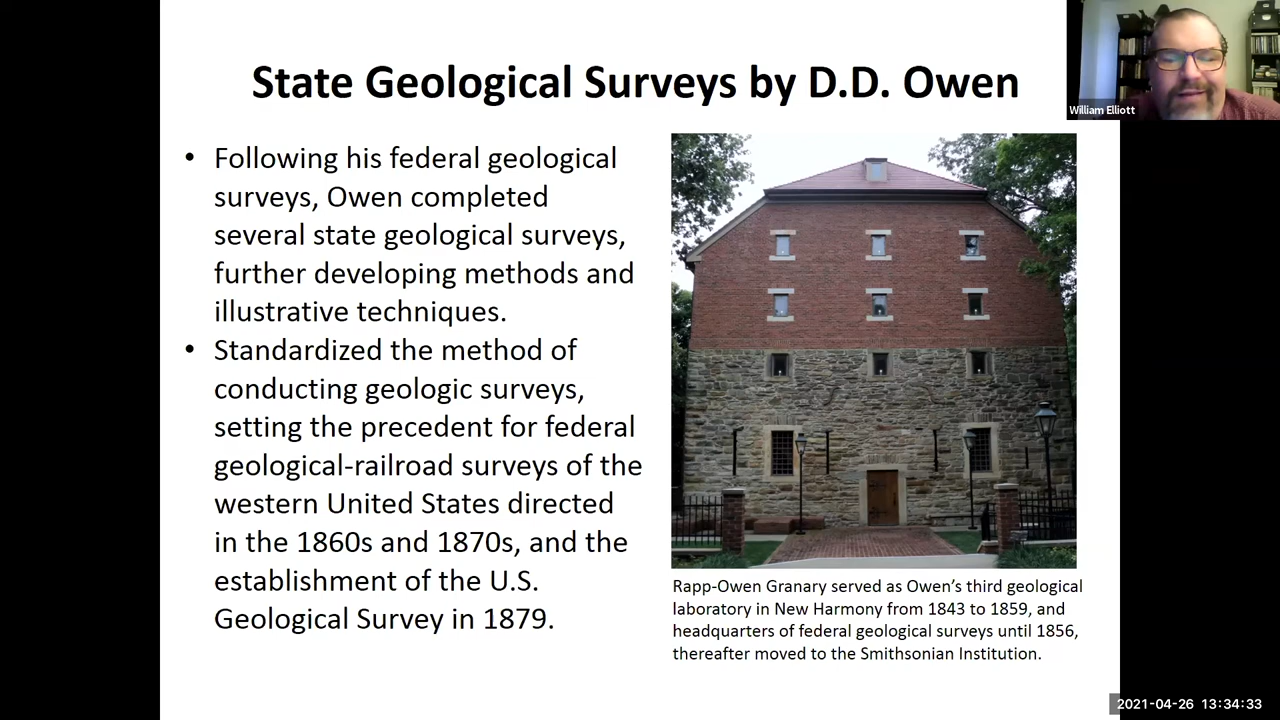 State Geological Surveys by D.D. Owen
William Elliott
• Following his federal geological
surveys, Owen completed
several state geological surveys,
further developing methods and
illustrative techniques.
• Standardized the method of
conducting geologic surveys,
setting the precedent for federal
geological-railroad surveys of the
western United States directed
in the 1860s and 1870s, and the
establishment of the U.S.
Geological Survey in 1879.
Rapp-Owen Granary served as Owen’s third geological
laboratory in New Harmony from 1843 to 1859, and
headquarters of federal geological surveys until 1856,
thereafter moved to the Smithsonian Institution.
2021-04-26 13:34:33